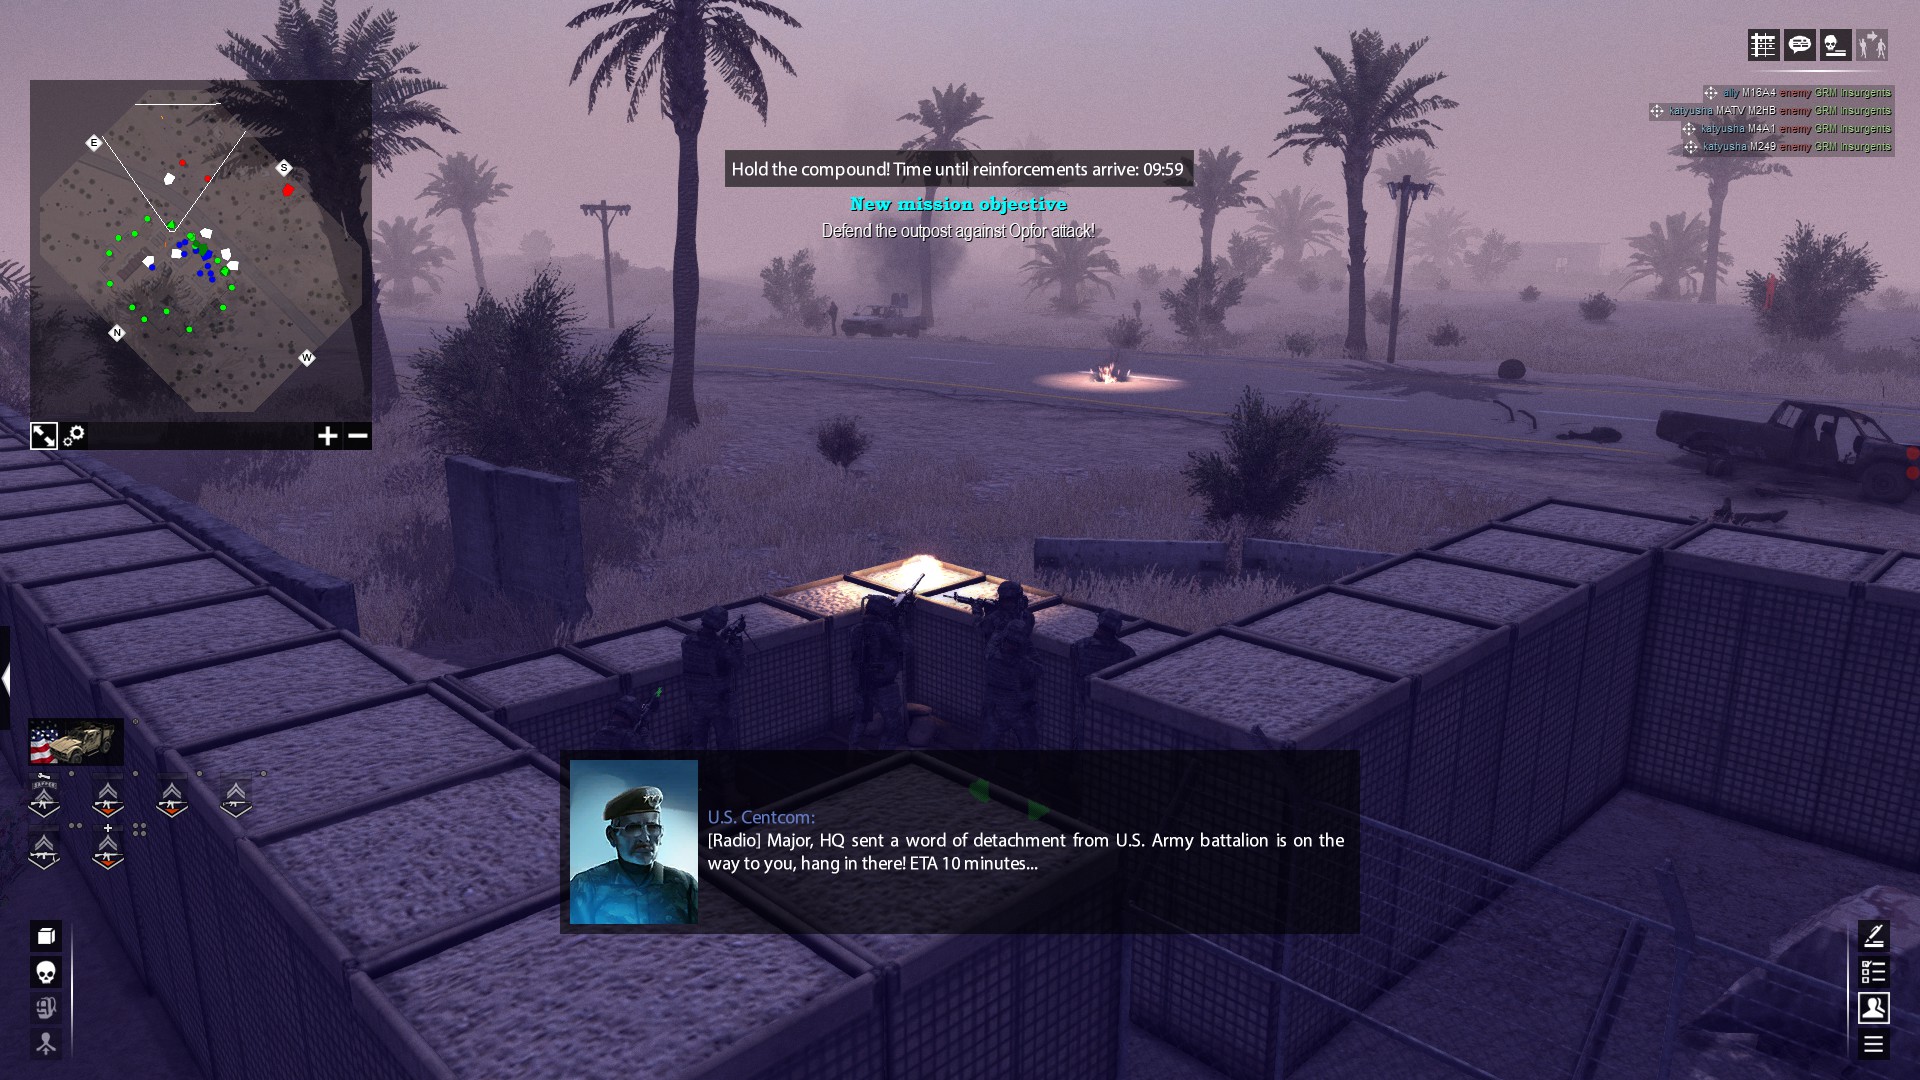 E
S
N
W
Hold the compound! Time until reinforcements arrive: 09:59
New mission objective
Defend the outpost against Opfor attack!
ally M16A4 enemy GRM Insurgents
katyusha MATV M2HB enemy GRM Insurgents
katyusha M4A1 enemy GRM Insurgents
katyusha M249 enemy GRM Insurgents
SAPPER
U.S. Centcom:
[Radio] Major, HQ sent a word of detachment from U.S. Army battalion is on the
way to you, hang in there! ETA 10 minutes...